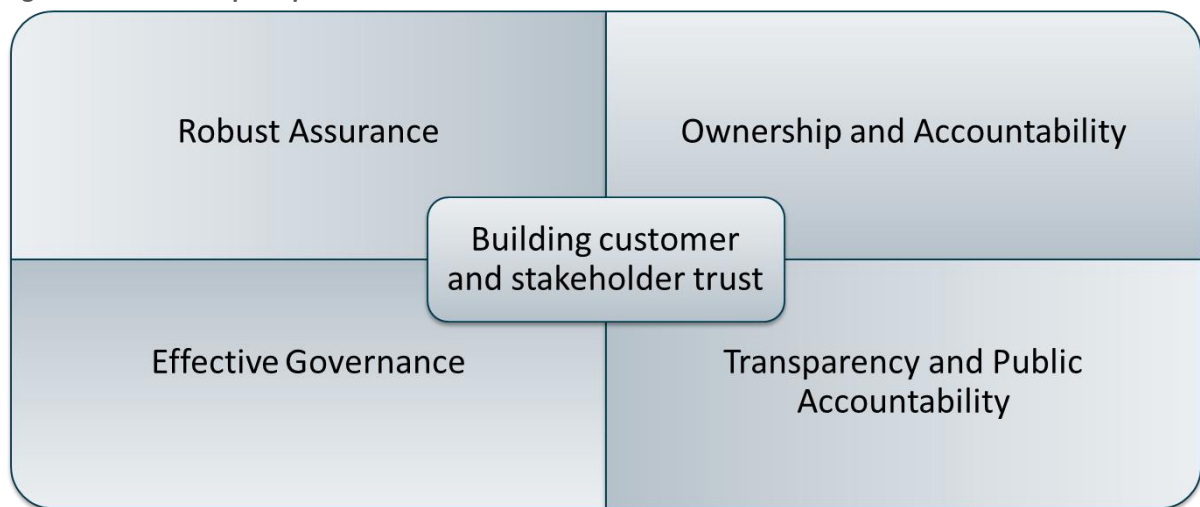 Robust Assurance
Ownership and Accountability
Building customer
and stakeholder trust
Effective Governance
Transparency and Public
Accountability